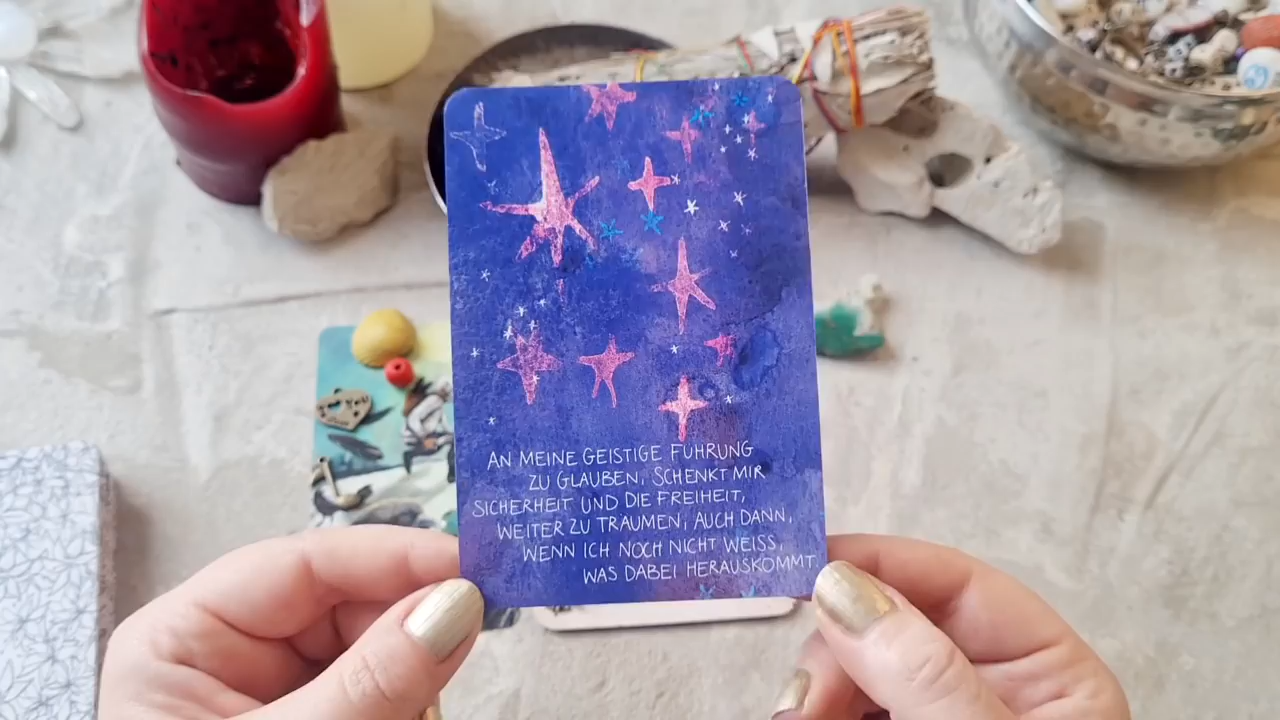 AN MEINE GEISTIGE FÜHRUNG
ZU GLAUBEN, SCHENKT MIR
SICHERHEIT UND DIE FREIHEIT,
WEITER ZU TRÄUMEN, AUCH DANN,
WENN ICH NOCH NICHT WEISS,
WAS DABEI HERAUSKOMMT.